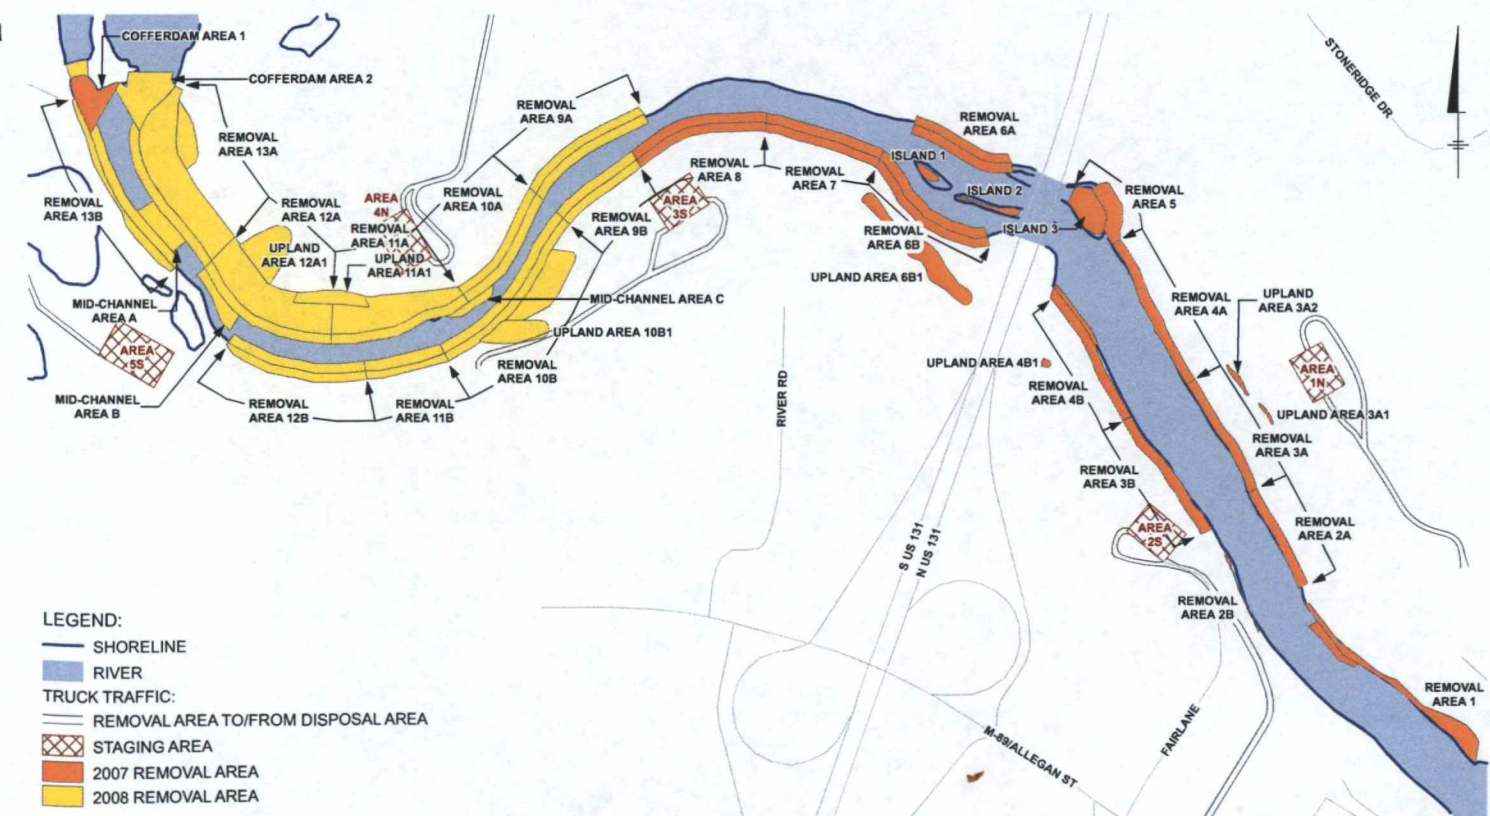 COFFERDAM AREA 1
COFFERDAM AREA 2
REMOVAL
AREA 13A
REMOVAL
AREA 13B
REMOVAL
AREA 12A
UPLAND
AREA 12A1
AREA
4N
REMOVAL
AREA 11A
UPLAND
AREA 11A1
REMOVAL
AREA 10A
REMOVAL
AREA 9A
REMOVAL
AREA 9B
AREA
3S
REMOVAL
AREA 8
REMOVAL
AREA 7
ISLAND 1
REMOVAL
AREA 6A
ISLAND 2
ISLAND 3
REMOVAL
AREA 5
REMOVAL
AREA 6B
UPLAND AREA 6B1
STONERIDGE DR
MID-CHANNEL
AREA A
AREA
5S
MID-CHANNEL
AREA B
MID-CHANNEL AREA C
UPLAND AREA 10B1
REMOVAL
AREA 10B
REMOVAL
AREA 12B
REMOVAL
AREA 11B
RIVER RD
UPLAND AREA 4B1
REMOVAL
AREA 4B
REMOVAL
AREA 4A
UPLAND
AREA 3A2
AREA
1N
UPLAND AREA 3A1
REMOVAL
AREA 3A
REMOVAL
AREA 3B
AREA
2S
REMOVAL
AREA 2A
REMOVAL
AREA 2B
S US 131
N US 131
REMOVAL
AREA 1
FAIRLANE
M-89/ALLEGAN ST
LEGEND:
SHORELINE
RIVER
TRUCK TRAFFIC:
REMOVAL AREA TO/FROM DISPOSAL AREA
STAGING AREA
2007 REMOVAL AREA
2008 REMOVAL AREA